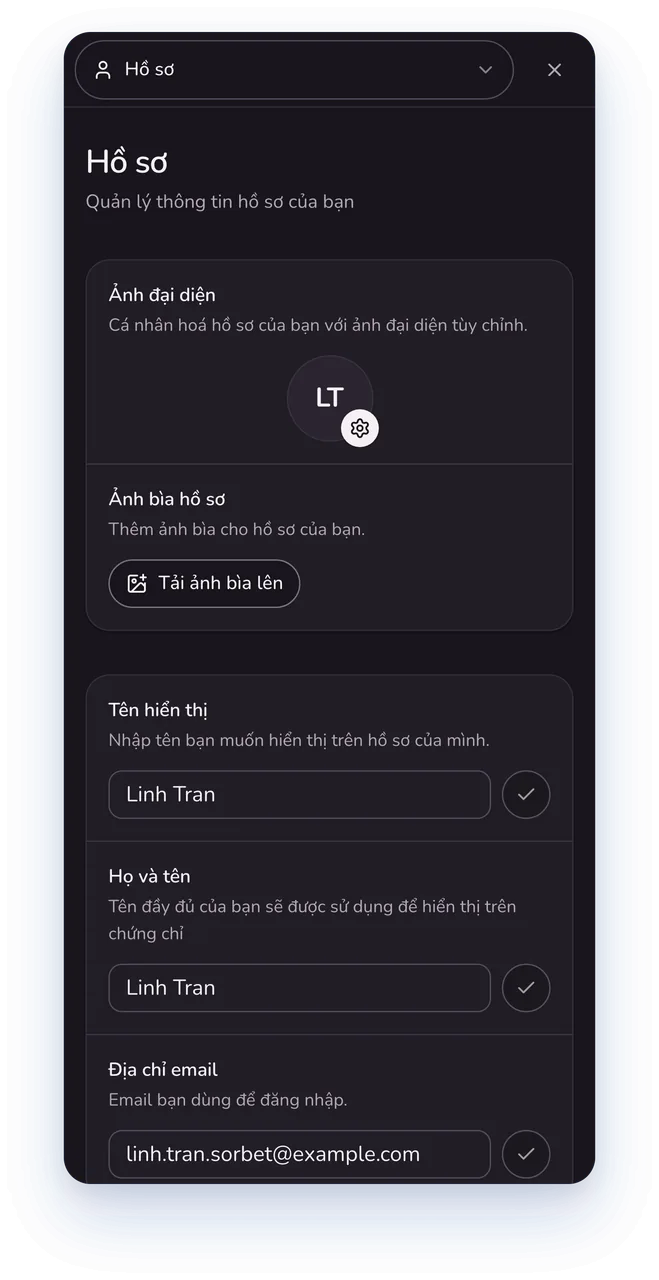 Hồ sơ
Hồ sơ
Quản lý thông tin hồ sơ của bạn
Ảnh đại diện
Cá nhân hoá hồ sơ của bạn với ảnh đại diện tùy chỉnh.
LT
Ảnh bìa hồ sơ
Thêm ảnh bìa cho hồ sơ của bạn.
Tải ảnh bìa lên
Tên hiển thị
Nhập tên bạn muốn hiển thị trên hồ sơ của mình.
Linh Tran
Họ và tên
Tên đầy đủ của bạn sẽ được sử dụng để hiển thị trên
chứng chỉ
Linh Tran
Địa chỉ email
Email bạn dùng để đăng nhập.
linh.tran.sorbet@example.com